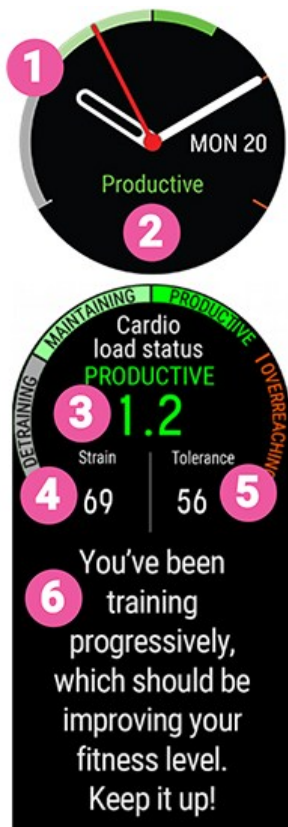 1
MON 20
Productive
2
DETRAINING
MAINTAINING
PRODUCTIVE
OVERREACHING
Cardio
load status
PRODUCTIVE
3
1.2
Strain
Tolerance
4
69
56
5
6
You've been
training
progressively,
which should be
improving your
fitness level.
Keep it up!